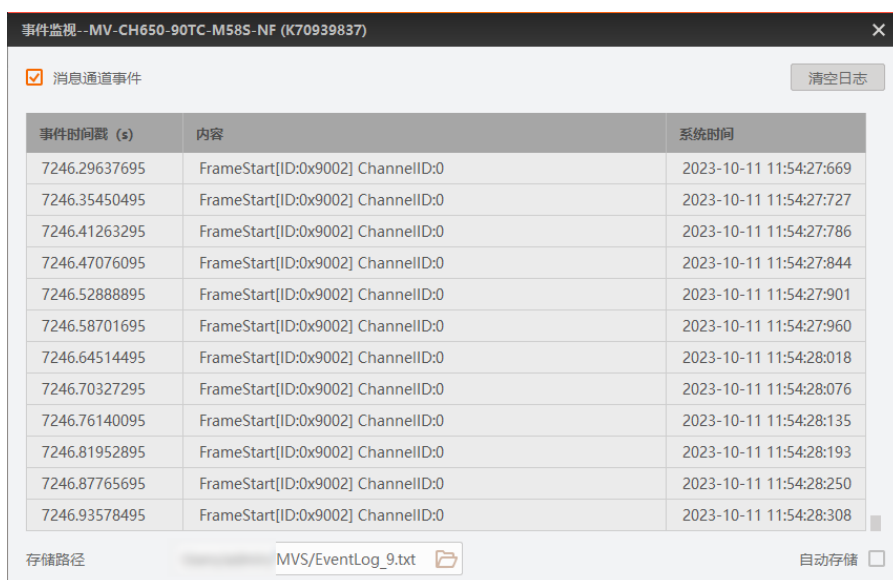 事件监视--MV-CH650-90TC-M58S-NF (K70939837)
消息通道事件 清空日志
事件时间戳 (s) 内容 系统时间
7246.29637695 FrameStart[ID:0x9002] ChannelID:0 2023-10-11 11:54:27:669
7246.35450495 FrameStart[ID:0x9002] ChannelID:0 2023-10-11 11:54:27:727
7246.41263295 FrameStart[ID:0x9002] ChannelID:0 2023-10-11 11:54:27:786
7246.47076095 FrameStart[ID:0x9002] ChannelID:0 2023-10-11 11:54:27:844
7246.52888895 FrameStart[ID:0x9002] ChannelID:0 2023-10-11 11:54:27:901
7246.58701695 FrameStart[ID:0x9002] ChannelID:0 2023-10-11 11:54:27:960
7246.64514495 FrameStart[ID:0x9002] ChannelID:0 2023-10-11 11:54:28:018
7246.70327295 FrameStart[ID:0x9002] ChannelID:0 2023-10-11 11:54:28:076
7246.76140095 FrameStart[ID:0x9002] ChannelID:0 2023-10-11 11:54:28:135
7246.81952895 FrameStart[ID:0x9002] ChannelID:0 2023-10-11 11:54:28:193
7246.87765695 FrameStart[ID:0x9002] ChannelID:0 2023-10-11 11:54:28:250
7246.93578495 FrameStart[ID:0x9002] ChannelID:0 2023-10-11 11:54:28:308
存储路径 MVS/EventLog_9.txt 自动存储